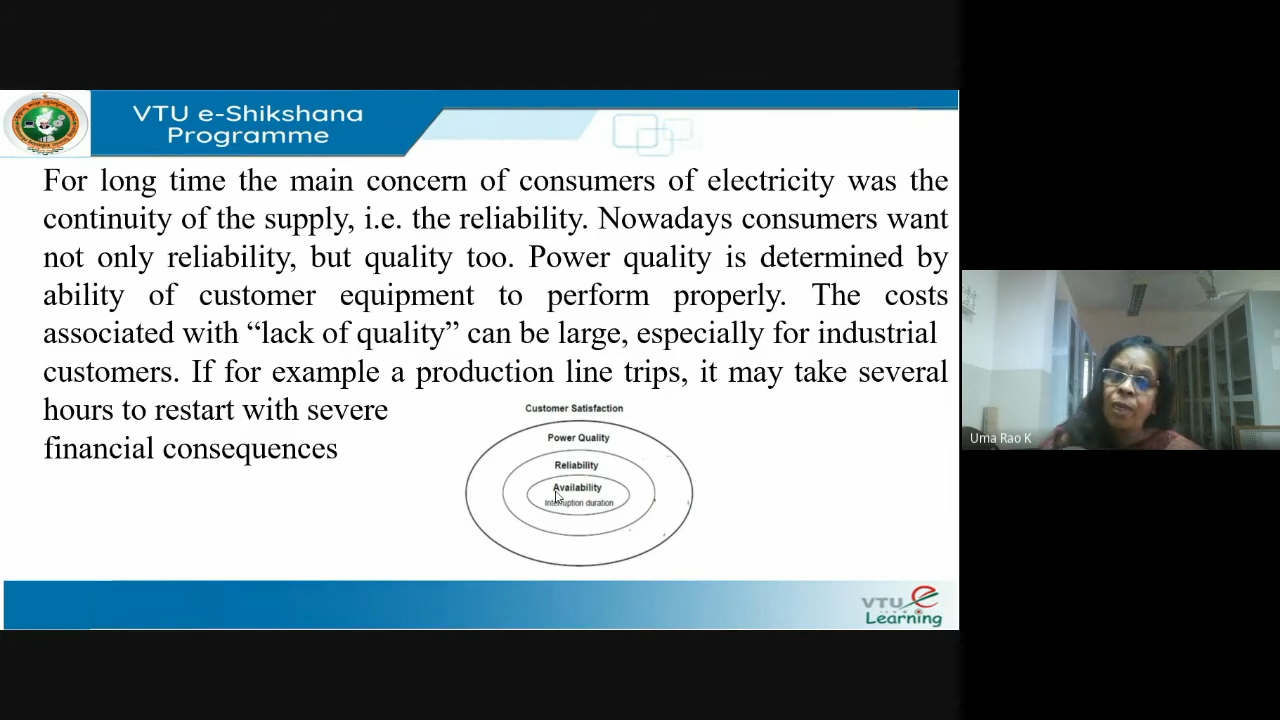 VTU e-Shikshana
Programme
For long time the main concern of consumers of electricity was the
continuity of the supply, i.e. the reliability. Nowadays consumers want
not only reliability, but quality too. Power quality is determined by
ability of customer equipment to perform properly. The costs
associated with “lack of quality” can be large, especially for industrial
customers. If for example a production line trips, it may take several
hours to restart with severe
financial consequences
Customer Satisfaction
Power Quality
Reliability
Availability
Interruption duration
Uma Rao K
VTU e
Learning